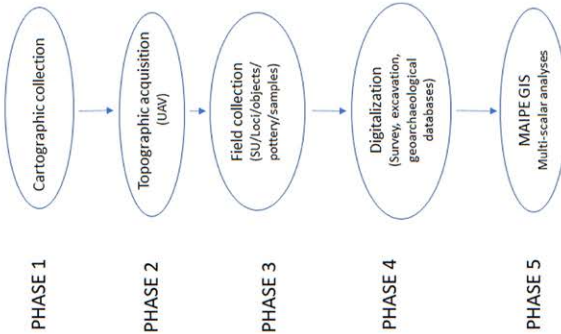 PHASE 1
Cartographic collection
PHASE 2
Topographic acquisition
(UAV)
PHASE 3
Field collection
(SU/Loci/objects/
pottery/samples)
PHASE 4
Digitalization
(Survey, excavation,
geoarchaeological
databases)
PHASE 5
MAIPE GIS
Multi-scalar analyses